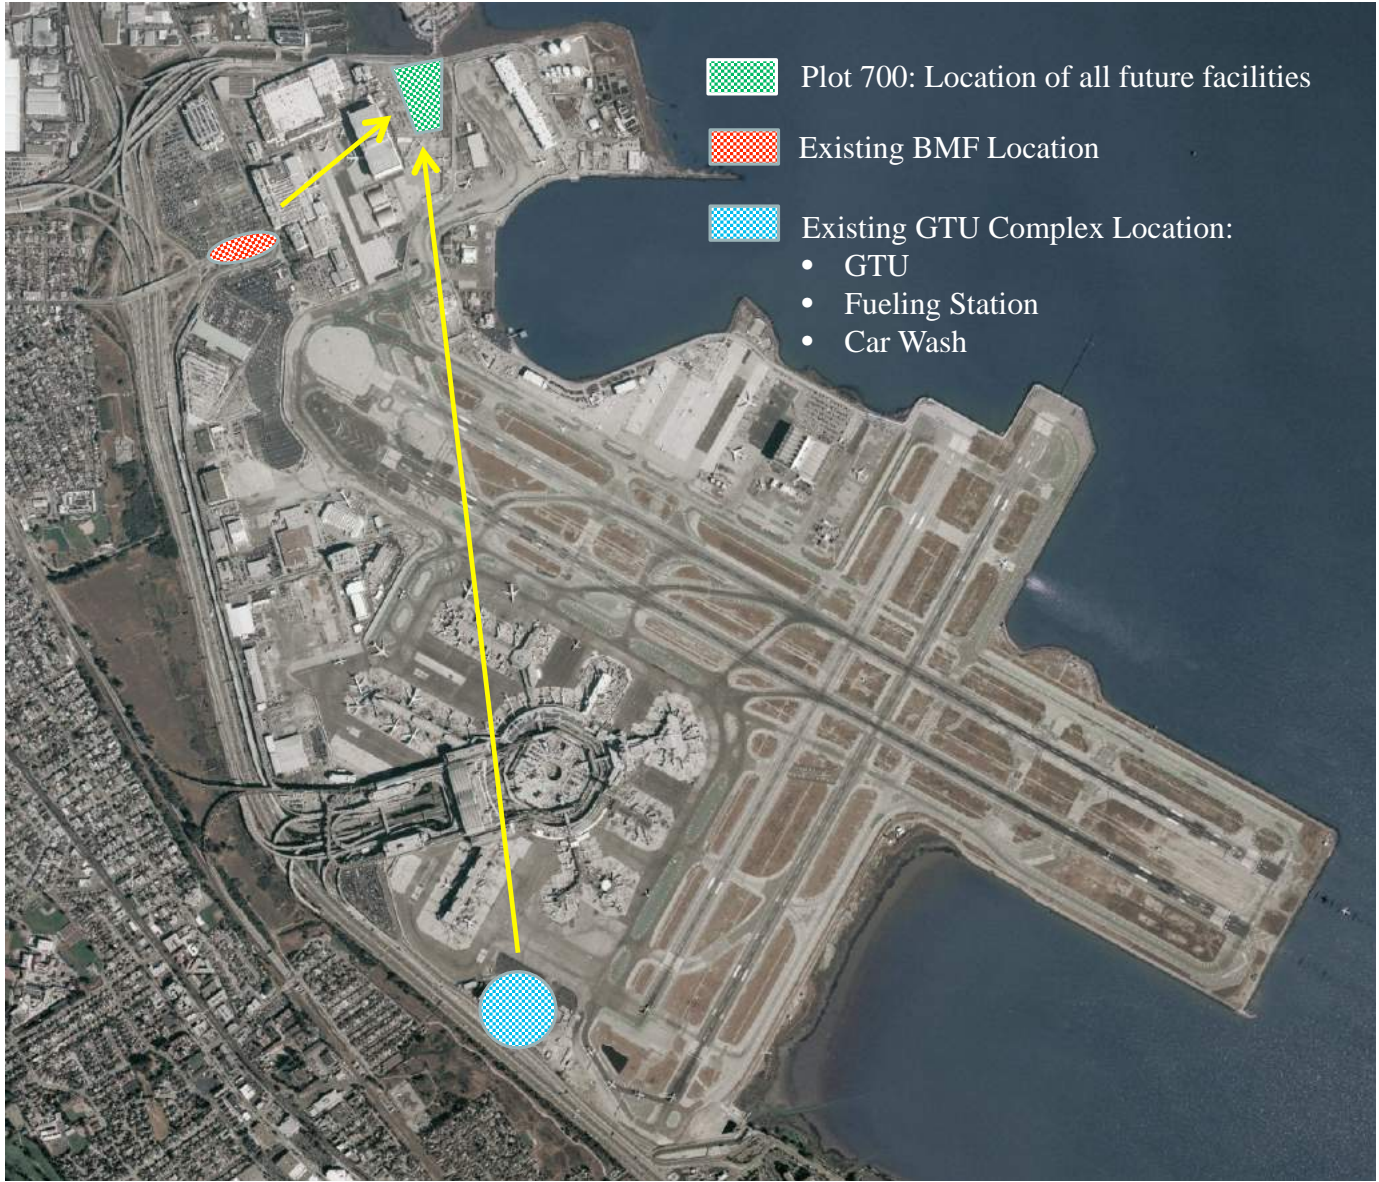 Plot 700: Location of all future facilities
Existing BMF Location
Existing GTU Complex Location:
• GTU
• Fueling Station
• Car Wash